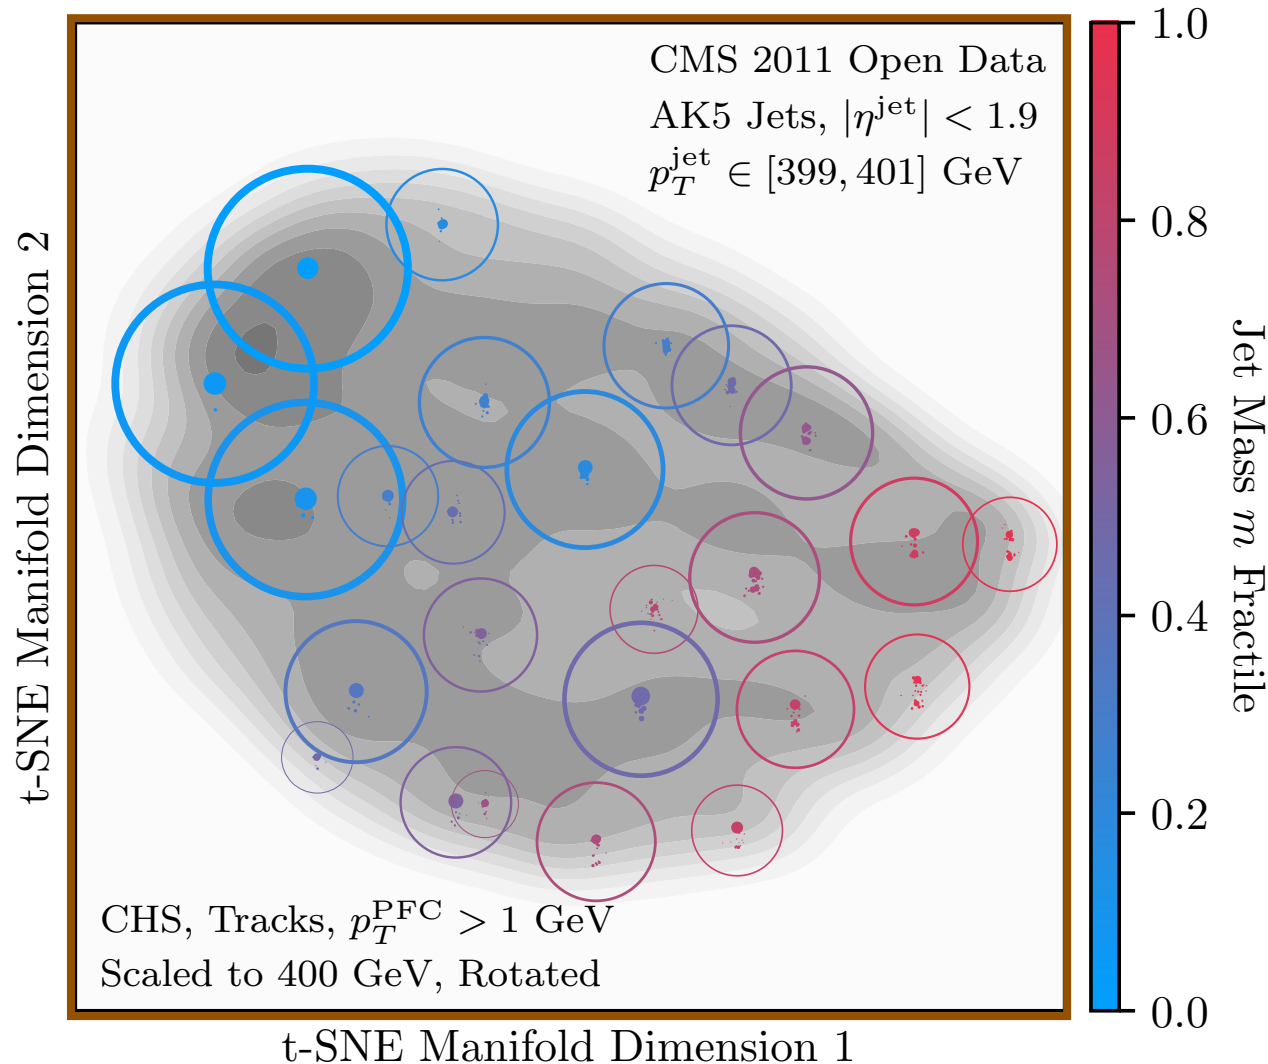 CMS 2011 Open Data
AK5 Jets, |η^jet| < 1.9
p_T^jet ∈ [399, 401] GeV
CHS, Tracks, p_T^PFC > 1 GeV
Scaled to 400 GeV, Rotated
t-SNE Manifold Dimension 1
t-SNE Manifold Dimension 2
1.0
0.8
0.6
0.4
0.2
0.0
Jet Mass m Fractile